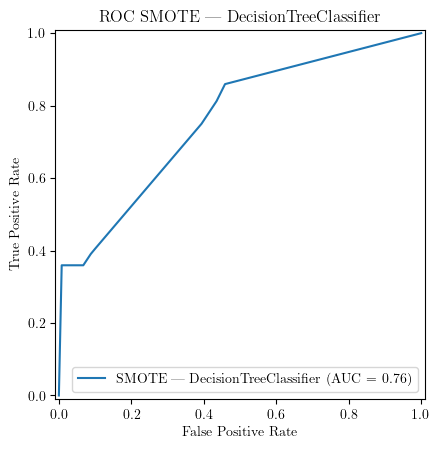 ROC SMOTE — DecisionTreeClassifier
1.0
0.8
0.6
0.4
0.2
0.0
True Positive Rate
SMOTE — DecisionTreeClassifier (AUC = 0.76)
0.0 0.2 0.4 0.6 0.8 1.0
False Positive Rate